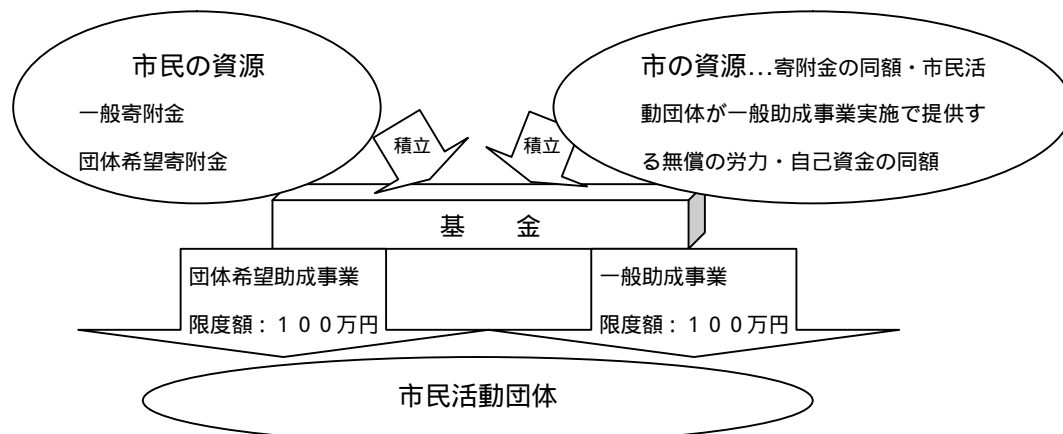 市民の資源
一般寄附金
団体希望寄附金
市の資源…寄附金の同額・市民活
動団体が一般助成事業実施で提供す
る無償の労力・自己資金の同額
積立
積立
基　金
団体希望助成事業
限度額：１００万円
一般助成事業
限度額：１００万円
市民活動団体